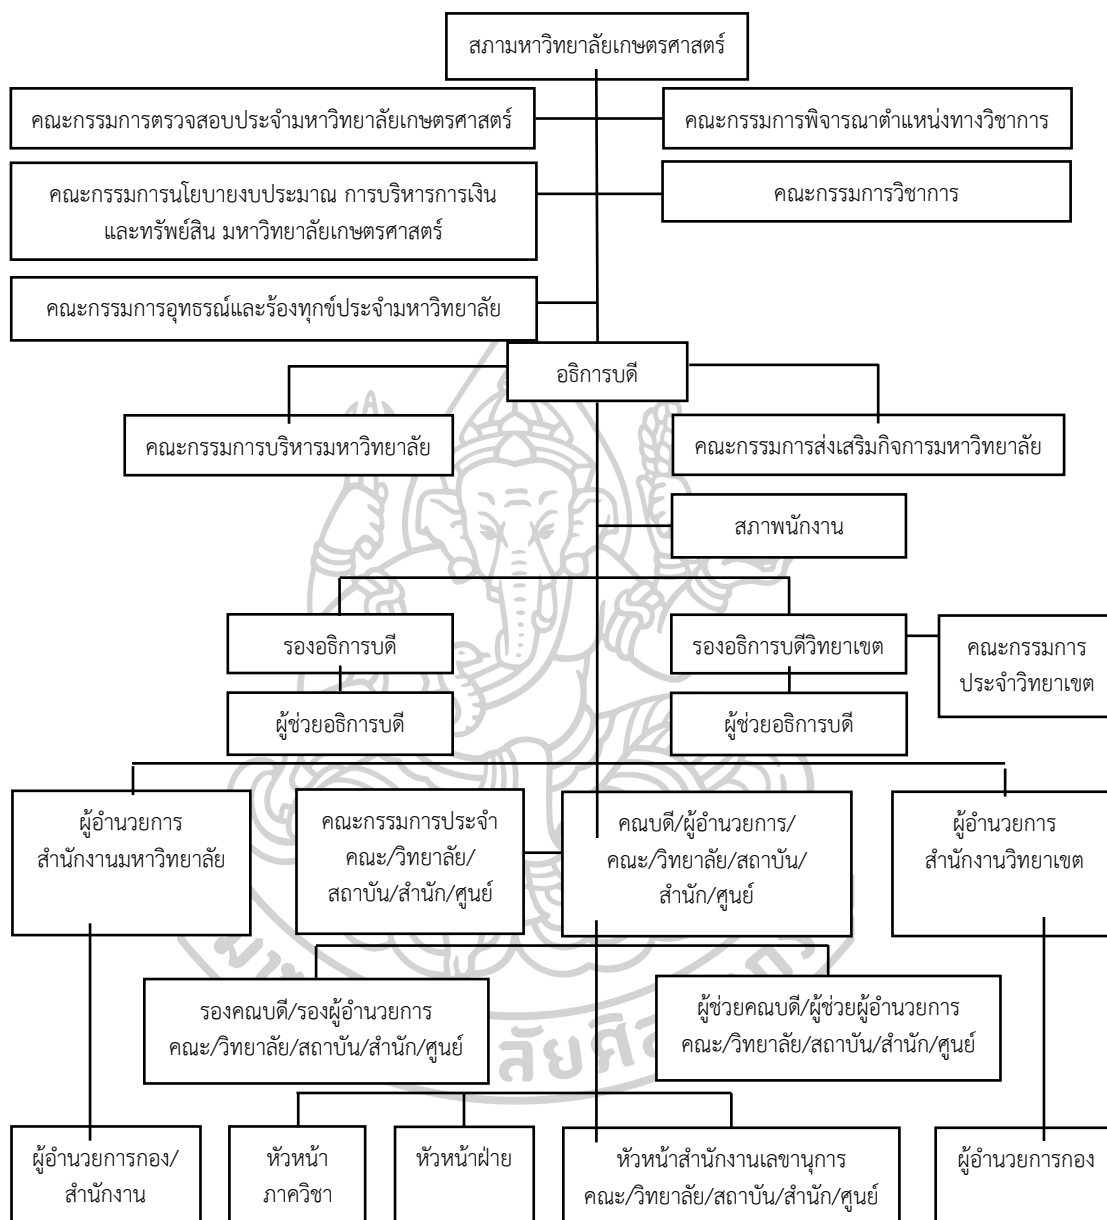 สภามหาวิทยาลัยเกษตรศาสตร์
คณะกรรมการตรวจสอบประจำมหาวิทยาลัยเกษตรศาสตร์
คณะกรรมการพิจารณาตำแหน่งทางวิชาการ
คณะกรรมการนโยบายงบประมาณ การบริหารการเงิน
และทรัพย์สิน มหาวิทยาลัยเกษตรศาสตร์
คณะกรรมการวิชาการ
คณะกรรมการอุทธรณ์และร้องทุกข์ประจำมหาวิทยาลัย
อธิการบดี
คณะกรรมการบริหารมหาวิทยาลัย
คณะกรรมการส่งเสริมกิจการมหาวิทยาลัย
สภาพนักงาน
รองอธิการบดี
รองอธิการบดีวิทยาเขต
คณะกรรมการ
ประจำวิทยาเขต
ผู้ช่วยอธิการบดี
ผู้ช่วยอธิการบดี
ผู้อำนวยการ
สำนักงานมหาวิทยาลัย
คณะกรรมการประจำ
คณะ/วิทยาลัย/
สถาบัน/สำนัก/ศูนย์
คณบดี/ผู้อำนวยการ/
คณะ/วิทยาลัย/สถาบัน/
สำนัก/ศูนย์
ผู้อำนวยการ
สำนักงานวิทยาเขต
รองคณบดี/รองผู้อำนวยการ
คณะ/วิทยาลัย/สถาบัน/สำนัก/ศูนย์
ผู้ช่วยคณบดี/ผู้ช่วยผู้อำนวยการ
คณะ/วิทยาลัย/สถาบัน/สำนัก/ศูนย์
ผู้อำนวยการกอง/
สำนักงาน
หัวหน้า
ภาควิชา
หัวหน้าฝ่าย
หัวหน้าสำนักงานเลขานุการ
คณะ/วิทยาลัย/สถาบัน/สำนัก/ศูนย์
ผู้อำนวยการกอง